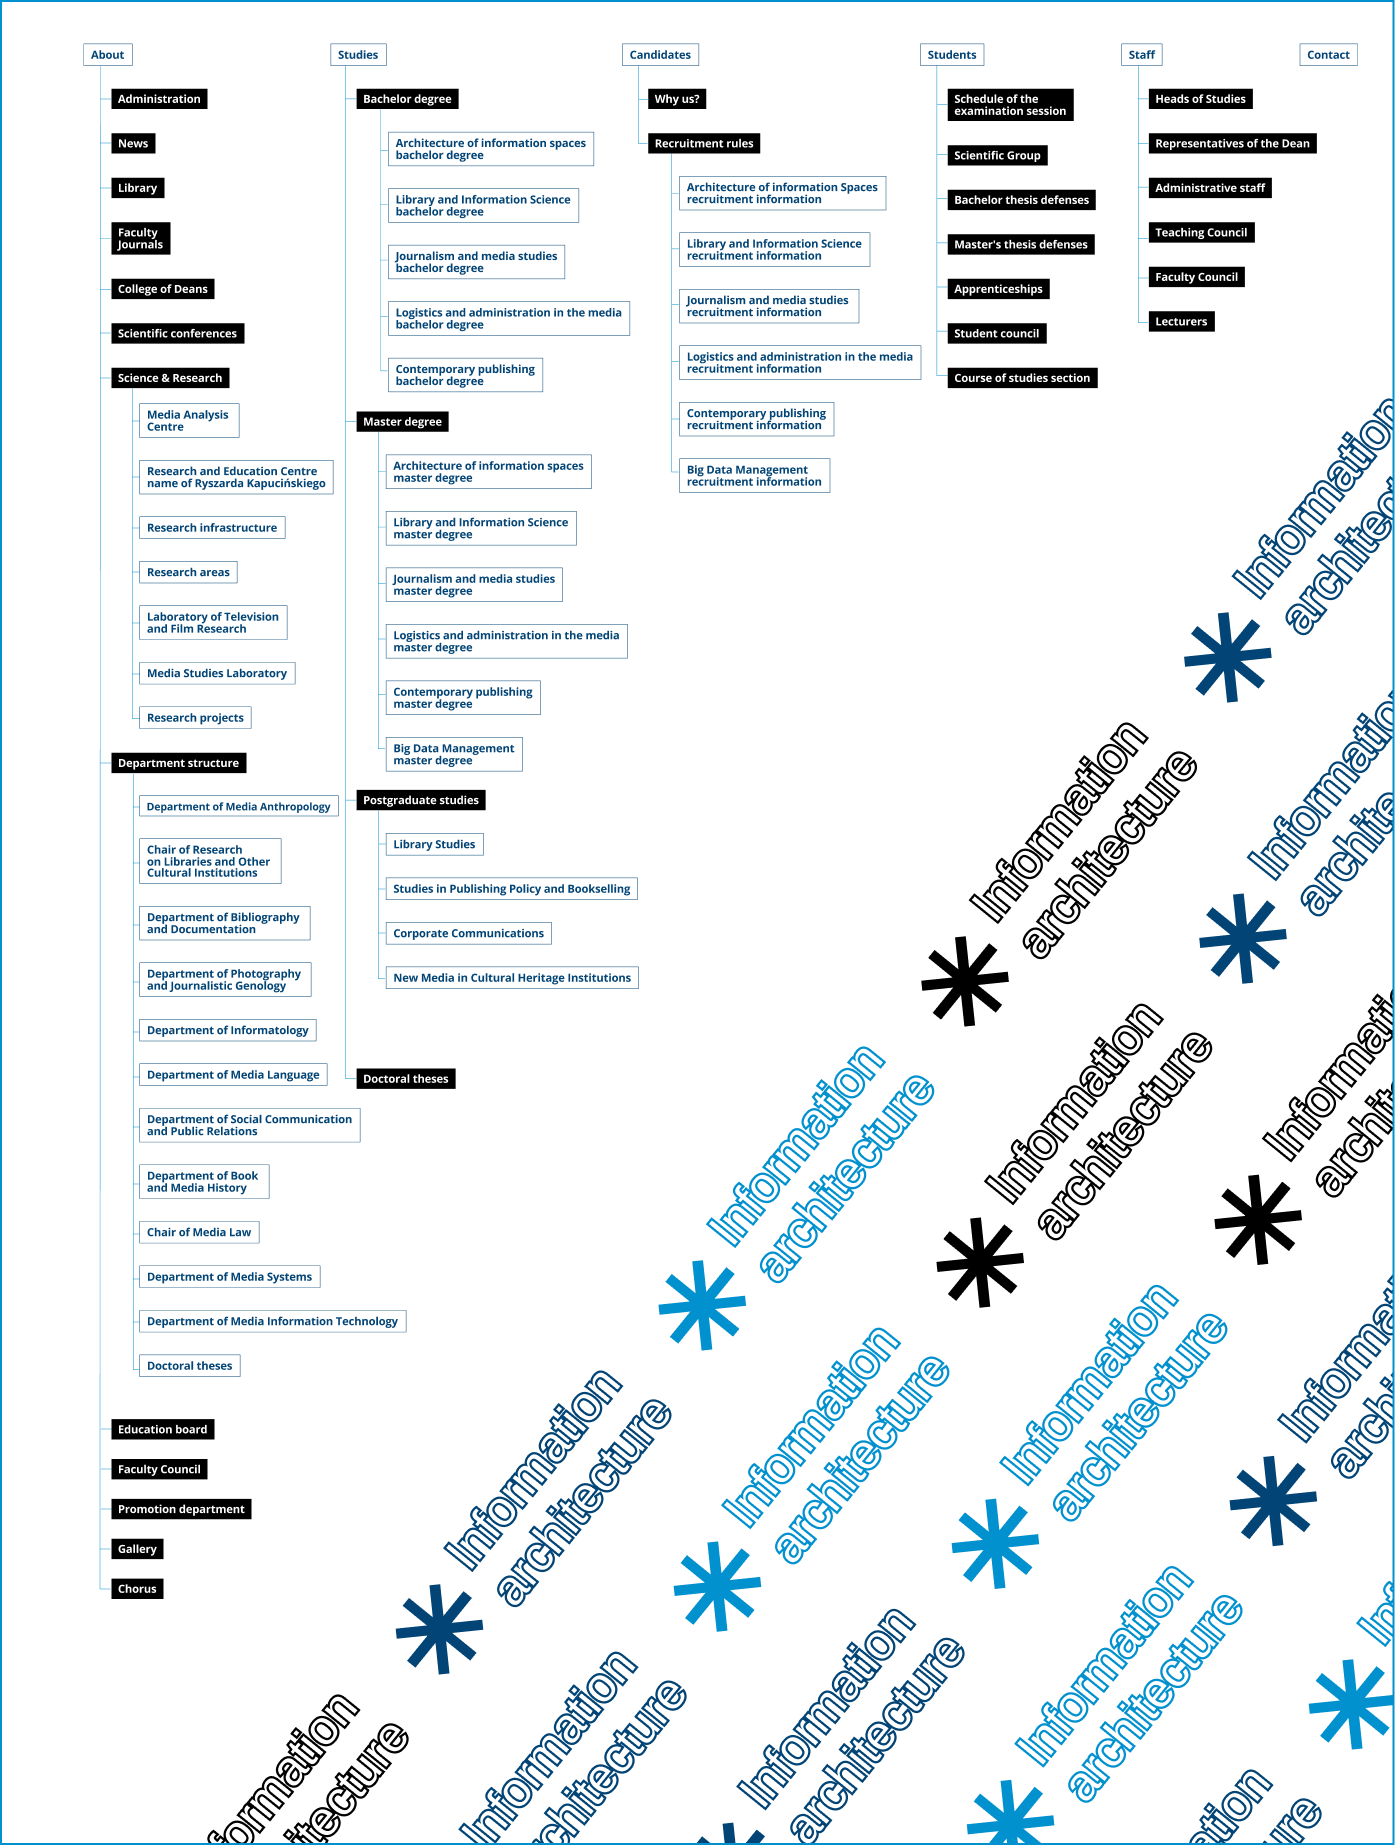 About
Administration
News
Library
Faculty
Journals
College of Deans
Scientific conferences
Science & Research
Media Analysis
Centre
Research and Education Centre
name of Ryszarda Kapucińskiego
Research infrastructure
Research areas
Laboratory of Television
and Film Research
Media Studies Laboratory
Research projects
Department structure
Department of Media Anthropology
Chair of Research
on Libraries and Other
Cultural Institutions
Department of Bibliography
and Documentation
Department of Photography
and Journalistic Genology
Department of Informatology
Department of Media Language
Department of Social Communication
and Public Relations
Department of Book
and Media History
Chair of Media Law
Department of Media Systems
Department of Media Information Technology
Doctoral theses
Education board
Faculty Council
Promotion department
Gallery
Chorus
Studies
Bachelor degree
Architecture of information spaces
bachelor degree
Library and Information Science
bachelor degree
Journalism and media studies
bachelor degree
Logistics and administration in the media
bachelor degree
Contemporary publishing
bachelor degree
Master degree
Architecture of information spaces
master degree
Library and Information Science
master degree
Journalism and media studies
master degree
Logistics and administration in the media
master degree
Contemporary publishing
master degree
Big Data Management
master degree
Postgraduate studies
Library Studies
Studies in Publishing Policy and Bookselling
Corporate Communications
New Media in Cultural Heritage Institutions
Doctoral theses
Candidates
Why us?
Recruitment rules
Architecture of information Spaces
recruitment information
Library and Information Science
recruitment information
Journalism and media studies
recruitment information
Logistics and administration in the media
recruitment information
Contemporary publishing
recruitment information
Big Data Management
recruitment information
Students
Schedule of the
examination session
Scientific Group
Bachelor thesis defenses
Master's thesis defenses
Apprenticeships
Student council
Course of studies section
Staff
Heads of Studies
Representatives of the Dean
Administrative staff
Teaching Council
Faculty Council
Lecturers
Contact
Information
architect
Information
architecture
Information
archite
Information
architecture
Information
architecture
Informati
archit
Information
architecture
Information
architecture
Information
architecture
Informat
archi
Information
architecture
Information
architecture
Information
architecture
Inf
ormation
itecture
Information
rchitecture
ation
ure